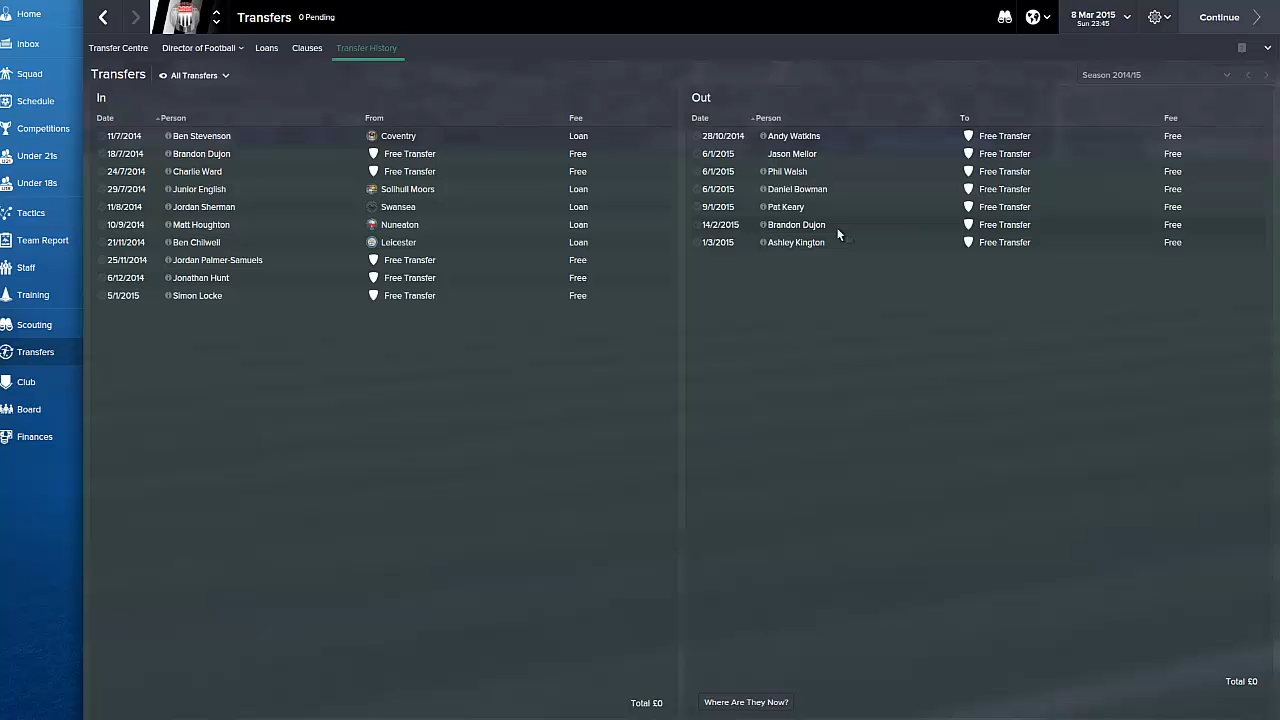 Home
Inbox
Squad
Schedule
Competitions
Under 21s
Under 18s
Tactics
Team Report
Staff
Training
Scouting
Transfers
Club
Board
Finances
Transfers 0 Pending
8 Mar 2015
Sun 23:45
Continue
Transfer Centre Director of Football Loans Clauses Transfer History
Transfers All Transfers
Season 2014/15
In
Date Person From Fee
11/7/2014 Ben Stevenson Coventry Loan
18/7/2014 Brandon Dujon Free Transfer Free
24/7/2014 Charlie Ward Free Transfer Free
29/7/2014 Junior English Solihull Moors Loan
11/8/2014 Jordan Sherman Swansea Loan
10/9/2014 Matt Houghton Nuneaton Loan
21/11/2014 Ben Chilwell Leicester Loan
25/11/2014 Jordan Palmer-Samuels Free Transfer Free
6/12/2014 Jonathan Hunt Free Transfer Free
5/1/2015 Simon Locke Free Transfer Free
Total £0
Out
Date Person To Fee
28/10/2014 Andy Watkins Free Transfer Free
6/1/2015 Jason Mellor Free Transfer Free
6/1/2015 Phil Walsh Free Transfer Free
6/1/2015 Daniel Bowman Free Transfer Free
9/1/2015 Pat Keary Free Transfer Free
14/2/2015 Brandon Dujon Free Transfer Free
1/3/2015 Ashley Kington Free Transfer Free
Total £0
Where Are They Now?